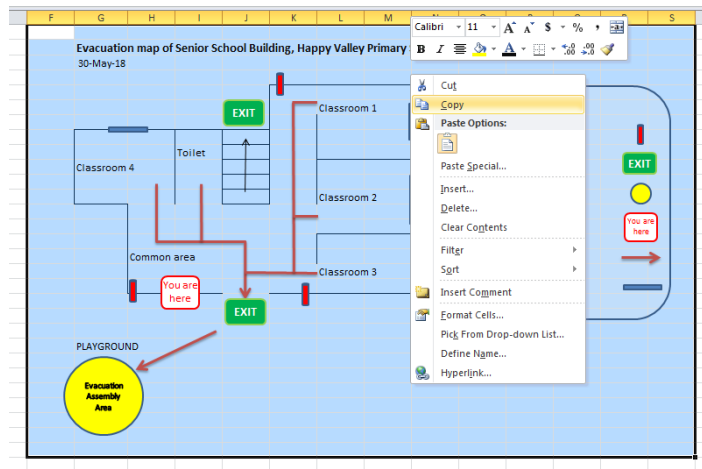 F G H I J K L M S
Calibri 11 A A $ % ,
B I A .00 .00
Evacuation map of Senior School Building, Happy Valley Primary
30-May-18
Cut
Copy
Paste Options:
Paste Special...
Insert...
Delete...
Clear Contents
Filter
Sort
Insert Comment
Format Cells...
Pick From Drop-down List...
Define Name...
Hyperlink...
EXIT
Classroom 1
Toilet
Classroom 4
Classroom 2
Common area
Classroom 3
You are
here
EXIT
PLAYGROUND
Evacuation
Assembly
Area
EXIT
You are
here